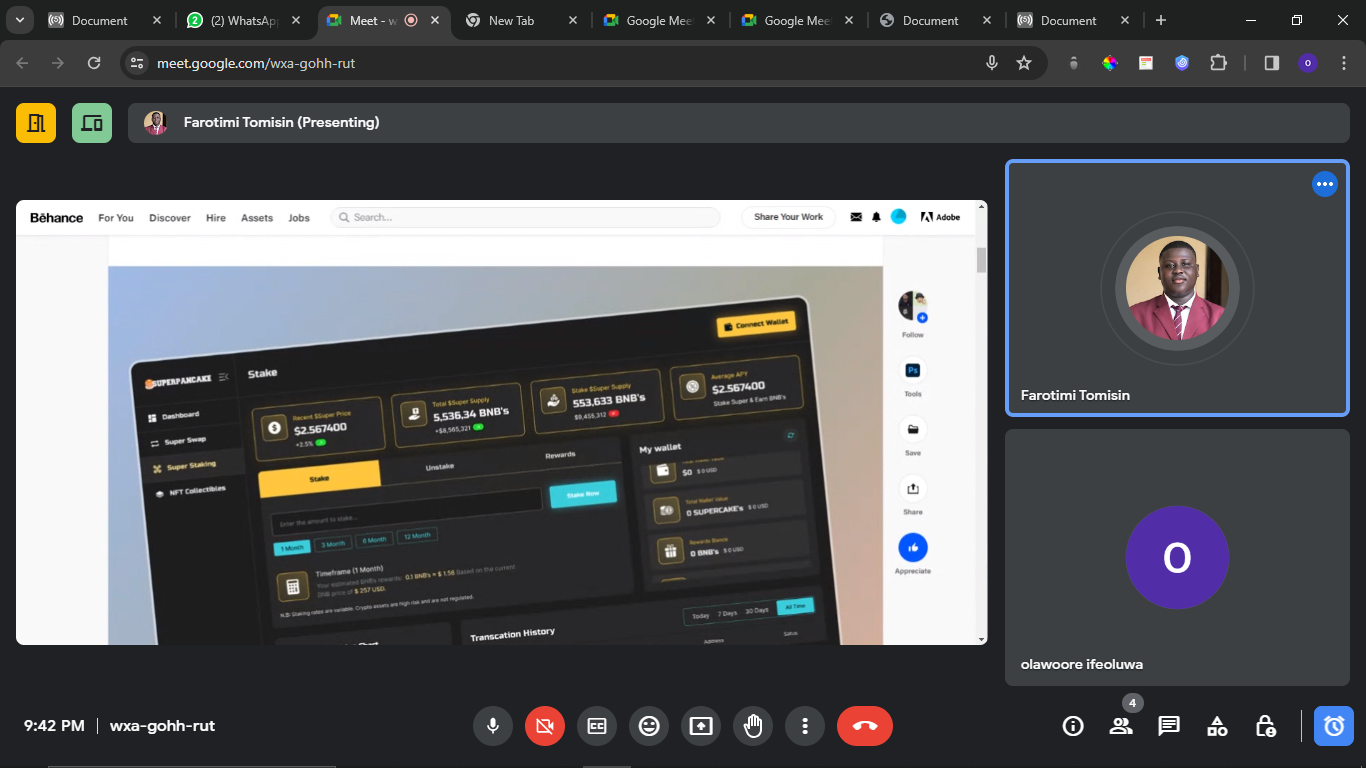 Document
(2) WhatsApp
Meet - w
New Tab
Google Mee
Google Mee
Document
Document
meet.google.com/wxa-gohh-rut
Farotimi Tomisin (Presenting)
Bēhance
For You
Discover
Hire
Assets
Jobs
Search...
Share Your Work
Adobe
SUPERPANCAKE
Stake
Connect Wallet
Dashboard
Super Swap
Super Staking
NFT Collectibles
Recent $Super Price
$2.567400
+2.5%
Total $Super Supply
5,536,34 BNB's
+$8,565,321
Stake $Super Supply
553,633 BNB's
$8,455,312
Average APY
$2.567400
Stake Super & Earn BNB's
Stake
Unstake
Rewards
Enter the amount to stake...
Stake Now
1 Month
3 Month
6 Month
12 Month
Timeframe (1 Month)
Your estimated BNB's rewards: 0.1 BNB's = $ 1.56 Based on the current
BNB price of $ 257 USD.
N.B: Staking rates are variable. Crypto assets are high risk and are not regulated.
My wallet
$0 $ 0 USD
Total Wallet Value
0 SUPERCAKE's $ 0 USD
Rewards Blance
0 BNB's $ 0 USD
Chart
Transcation History
Today
7 Days
30 Days
All Time
Address
Status
Follow
Ps
Tools
Save
Share
Appreciate
Farotimi Tomisin
O
olawoore ifeoluwa
9:42 PM
wxa-gohh-rut
4